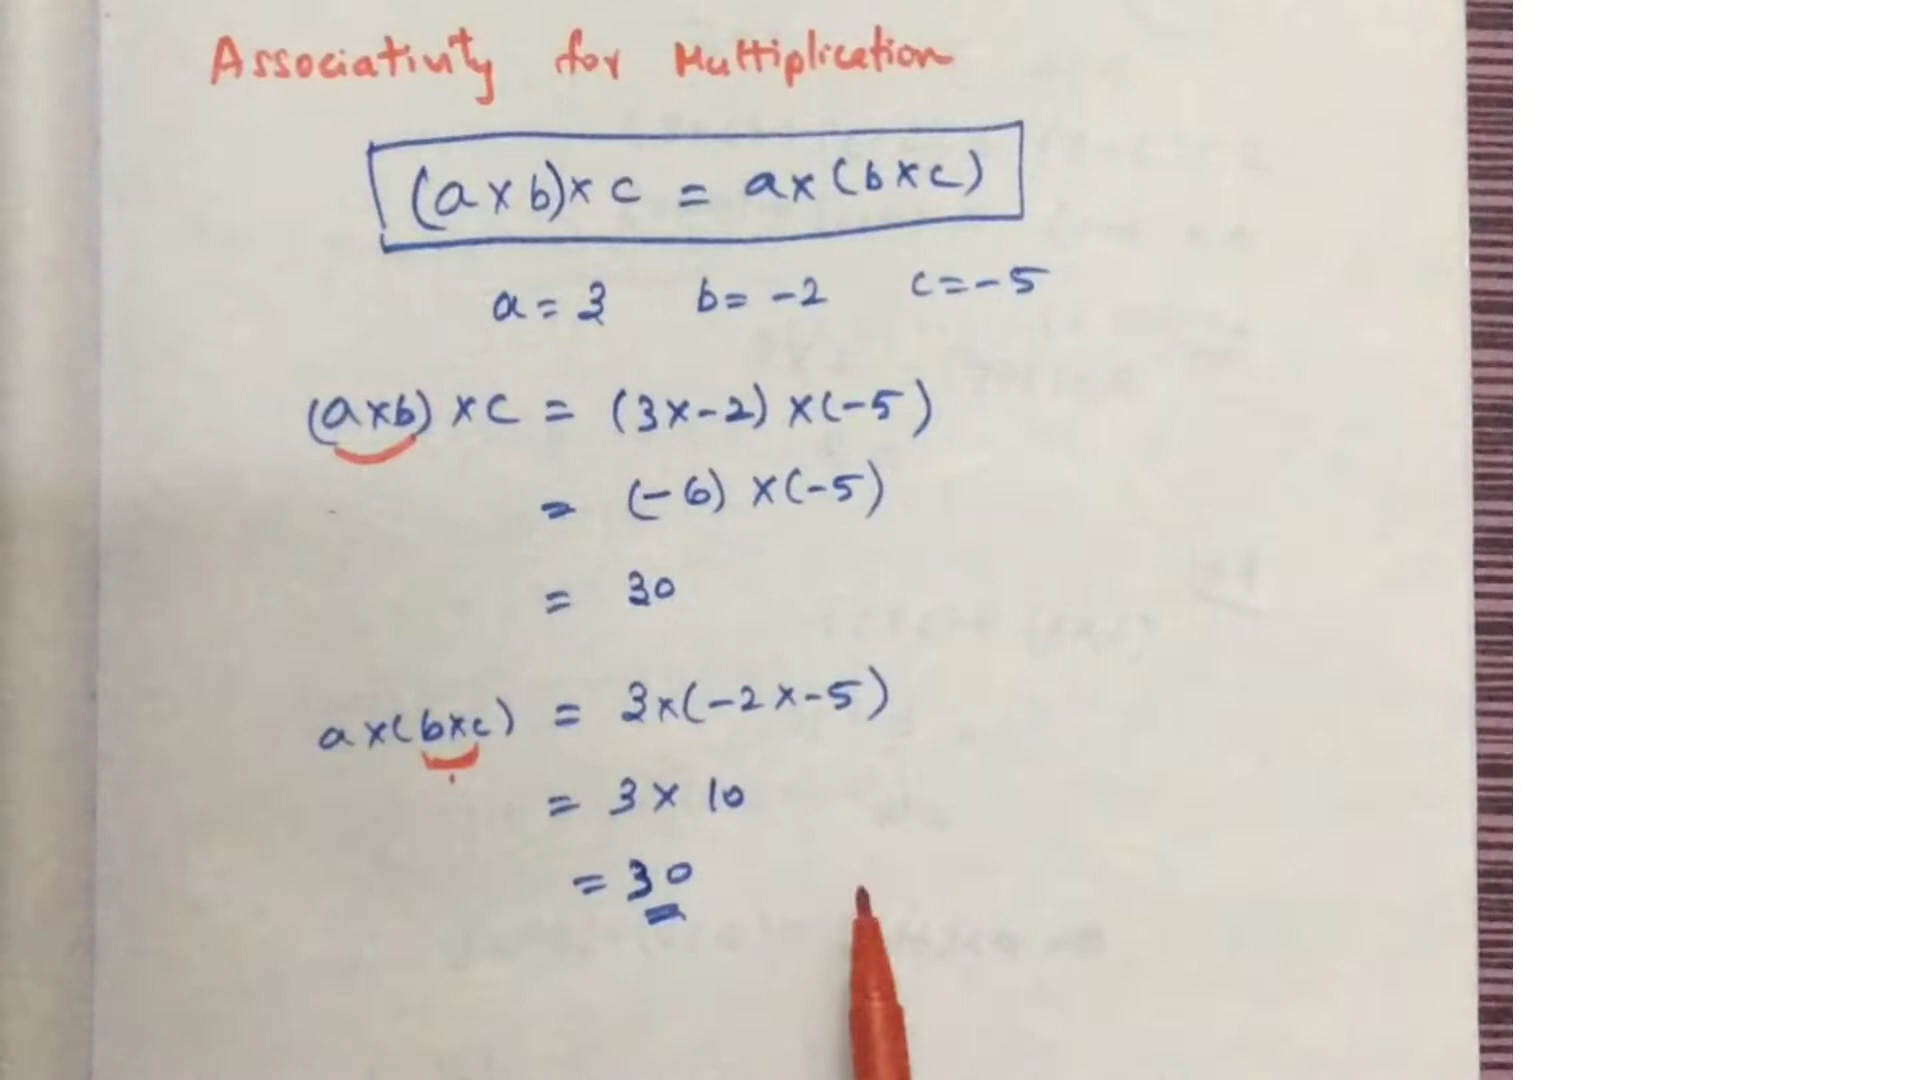 Associativity for Multiplication
(a×b)×c = a×(b×c)
a=3 b=-2 c=-5
(a×b)×c = (3×-2)×(-5)
= (-6)×(-5)
= 30
a×(b×c) = 3×(-2×-5)
= 3×10
= 30